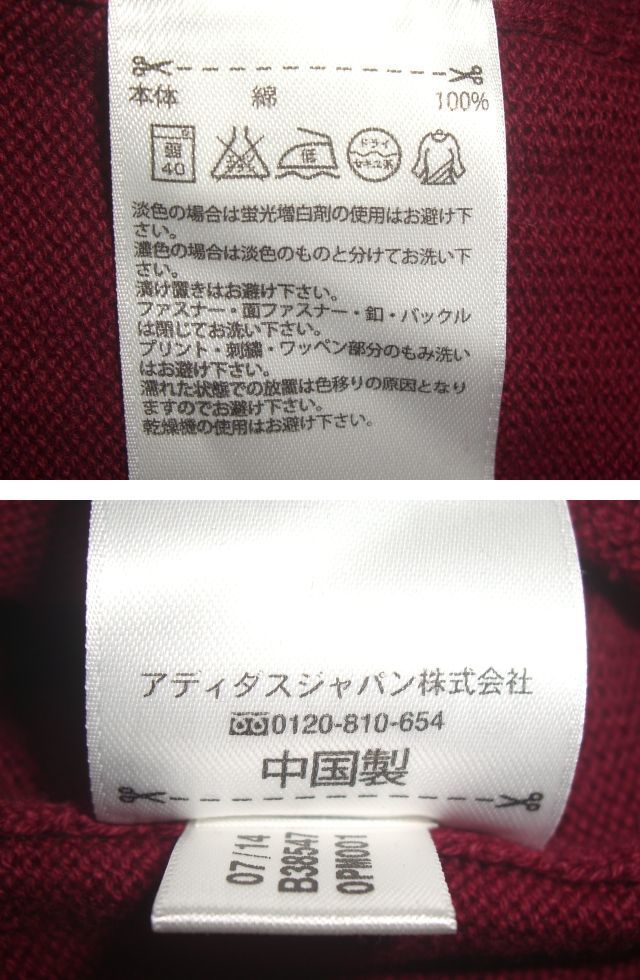 本体 綿 100%
弱
40
エンソ サラシ
低
ドライ
セキユ系
淡色の場合は蛍光増白剤の使用はお避け下
さい。
濃色の場合は淡色のものと分けてお洗い下
さい。
漬け置きはお避け下さい。
ファスナー・面ファスナー・釦・バックル
は閉じてお洗い下さい。
プリント・刺繍・ワッペン部分のもみ洗い
はお避け下さい。
濡れた状態での放置は色移りの原因となり
ますのでお避け下さい。
乾燥機の使用はお避け下さい。
アディダスジャパン株式会社
0120-810-654
中国製
07/14
B38547
0PW001